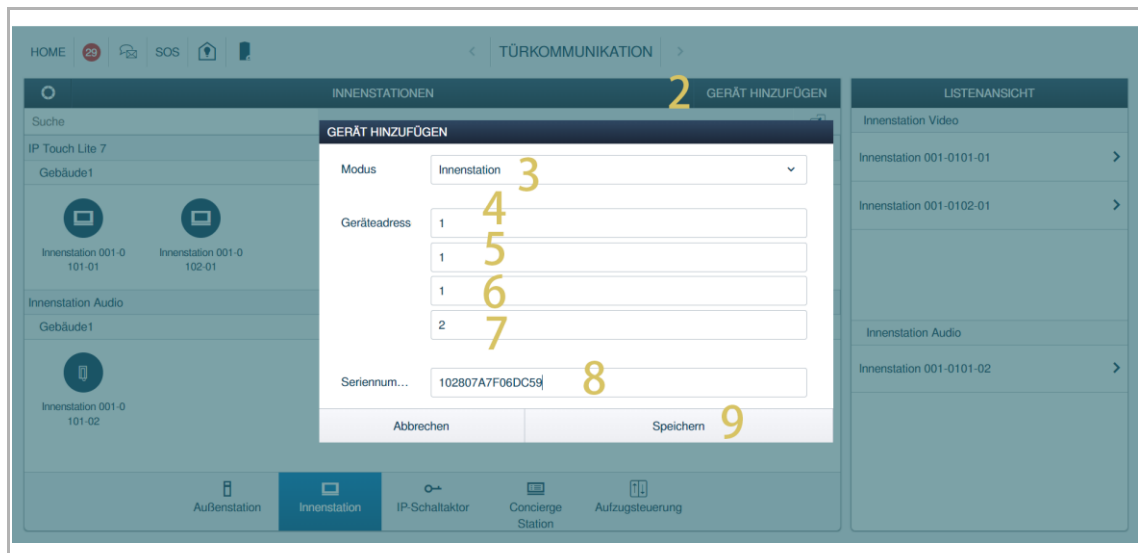 HOME 29 SOS < TÜRKOMMUNIKATION >
INNENSTATIONEN 2 GERÄT HINZUFÜGEN
LISTENANSICHT
Suche
Innenstation Video
GERÄT HINZUFÜGEN
IP Touch Lite 7
Innenstation 001-0101-01
Modus Innenstation 3
Gebäude1
Innenstation 001-0102-01
Geräteadress 1 4
1 5
1 6
2 7
Innenstation 001-0
101-01
Innenstation 001-0
102-01
Innenstation Audio
Gebäude1
Innenstation Audio
Innenstation 001-0101-02
Seriennum... 102807A7F06DC59 8
Innenstation 001-0
101-02
Abbrechen Speichern 9
Außenstation
Innenstation
IP-Schaltaktor
Concierge
Station
Aufzugsteuerung